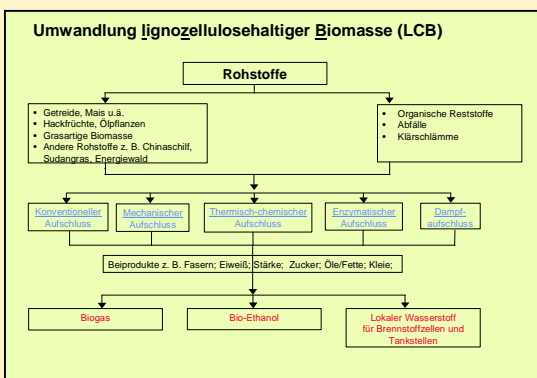 Umwandlung lignozellulosehaltiger Biomasse (LCB)
Rohstoffe
• Getreide, Mais u.ä.
• Hackfrüchte, Ölpflanzen
• Grasartige Biomasse
• Andere Rohstoffe z. B. Chinaschilf,
Sudangras, Energiewald
• Organische Reststoffe
• Abfälle
• Klärschlämme
Konventioneller
Aufschluss
Mechanischer
Aufschluss
Thermisch-chemischer
Aufschluss
Enzymatischer
Aufschluss
Dampf-
aufschluss
Beiprodukte z. B. Fasern; Eiweiß; Stärke; Zucker; Öle/Fette; Kleie;
Biogas
Bio-Ethanol
Lokaler Wasserstoff
für Brennstoffzellen und
Tankstellen